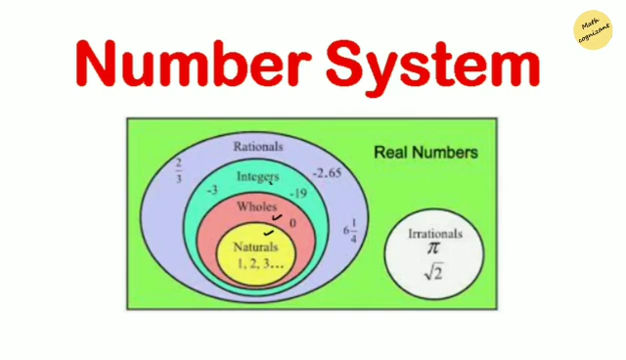 Math
cognizant
Number System
Rationals
2/3
-2.65
Real Numbers
Integers
-3
-19
Wholes
0
6 1/4
Naturals
1, 2, 3...
Irrationals
π
√2